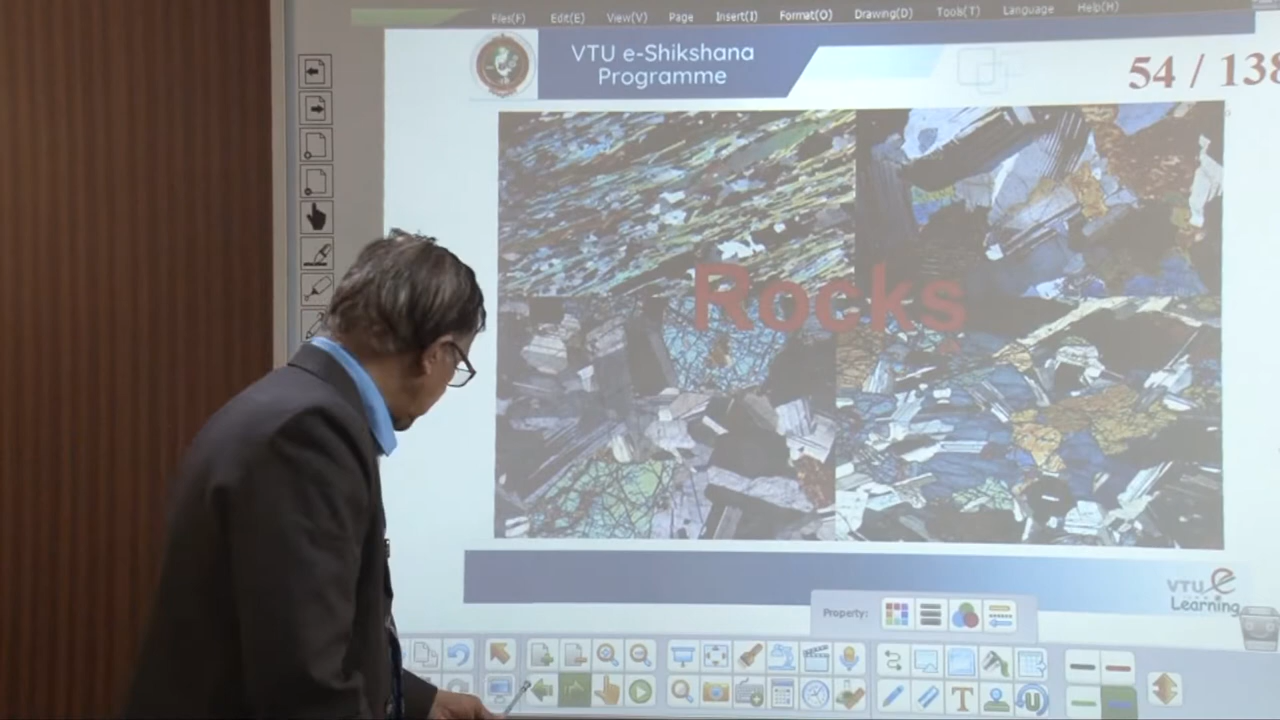 Files(F) Edit(E) View(V) Page Insert(I) Format(O) Drawing(D) Tools(T) Language Help(H)
VTU e-Shikshana
Programme
54 / 138
Rocks
VTU e
Learning
Property: